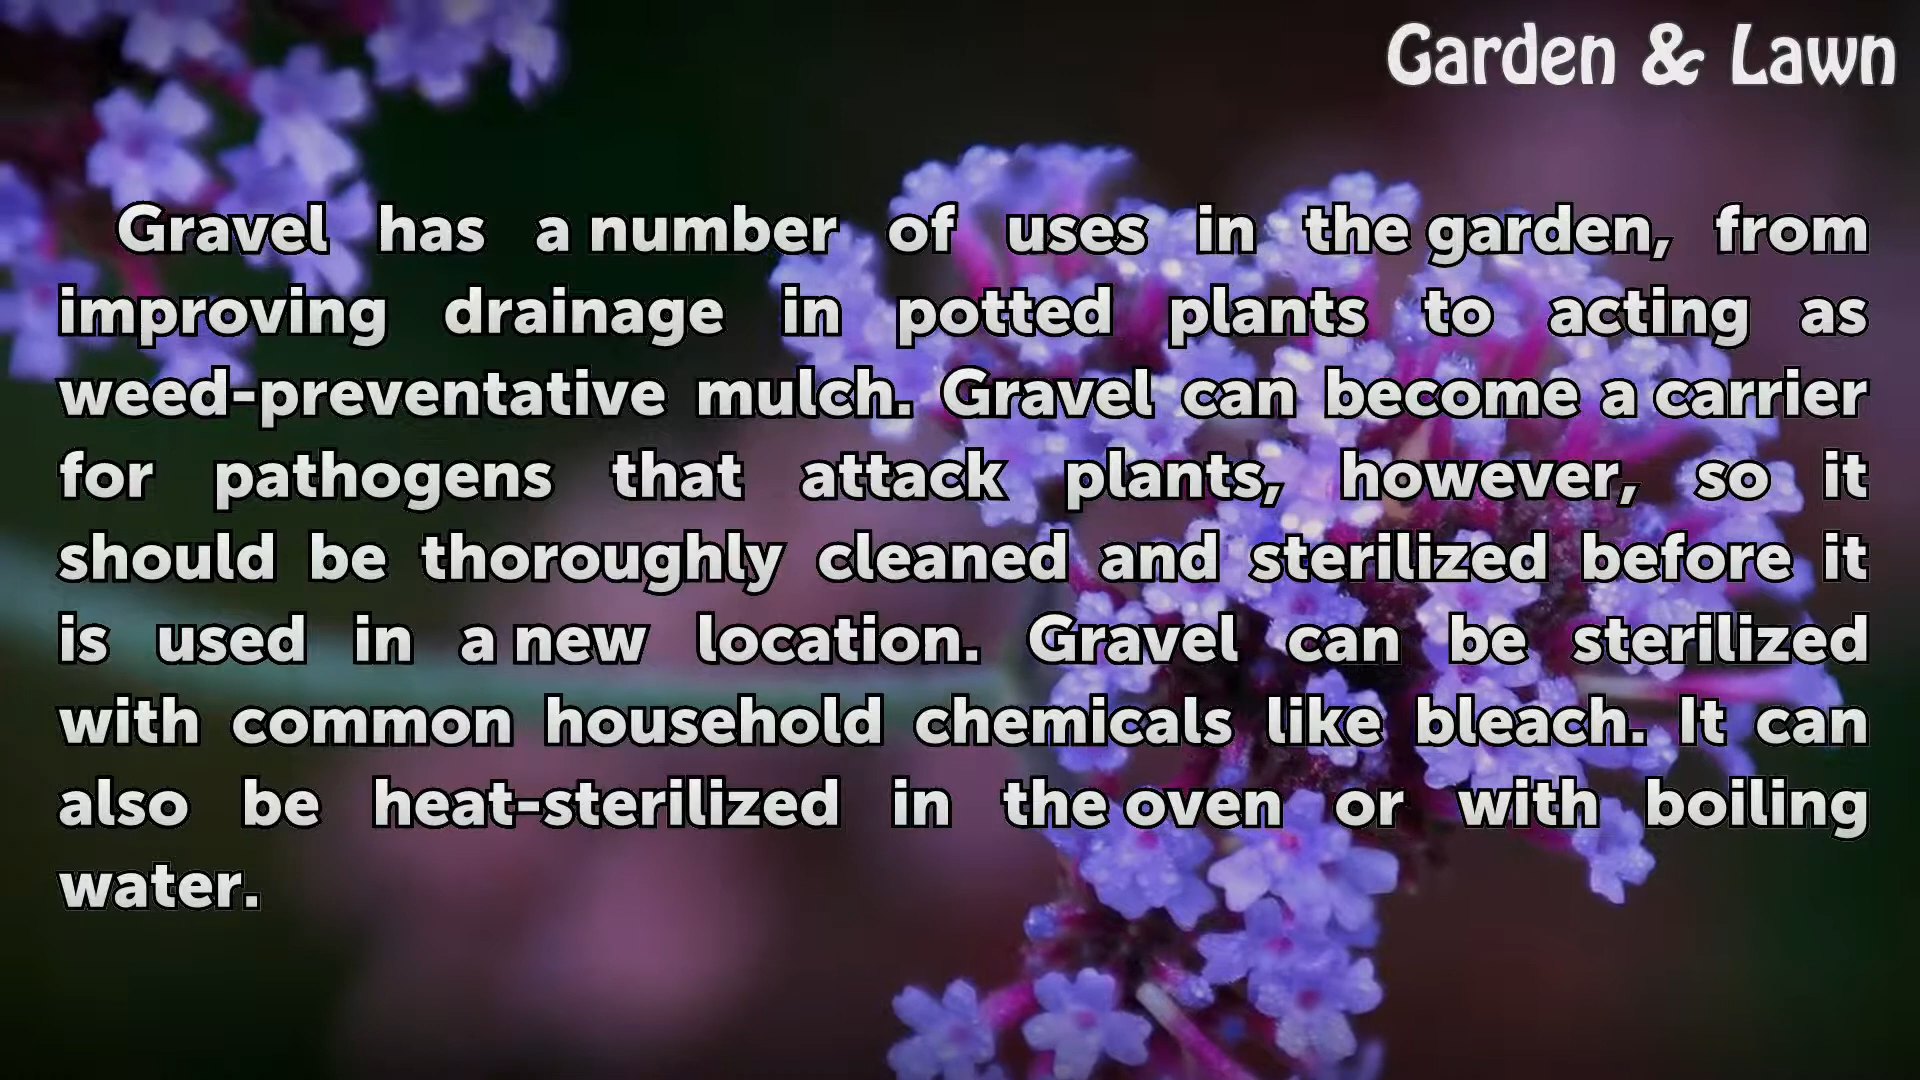 Garden & Lawn
Gravel has a number of uses in the garden, from
improving drainage in potted plants to acting as
weed-preventative mulch. Gravel can become a carrier
for pathogens that attack plants, however, so it
should be thoroughly cleaned and sterilized before it
is used in a new location. Gravel can be sterilized
with common household chemicals like bleach. It can
also be heat-sterilized in the oven or with boiling
water.